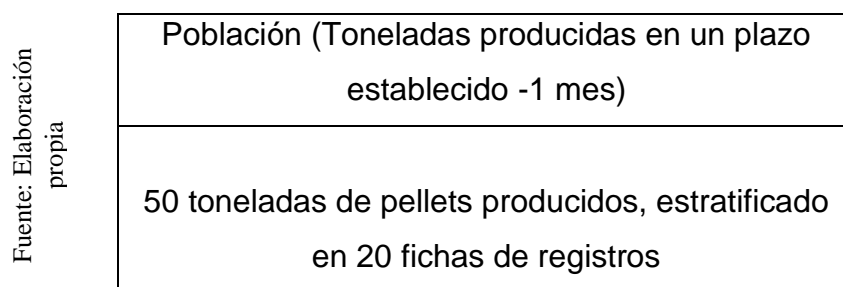 Fuente: Elaboración
propia
Población (Toneladas producidas en un plazo
establecido -1 mes)
50 toneladas de pellets producidos, estratificado
en 20 fichas de registros